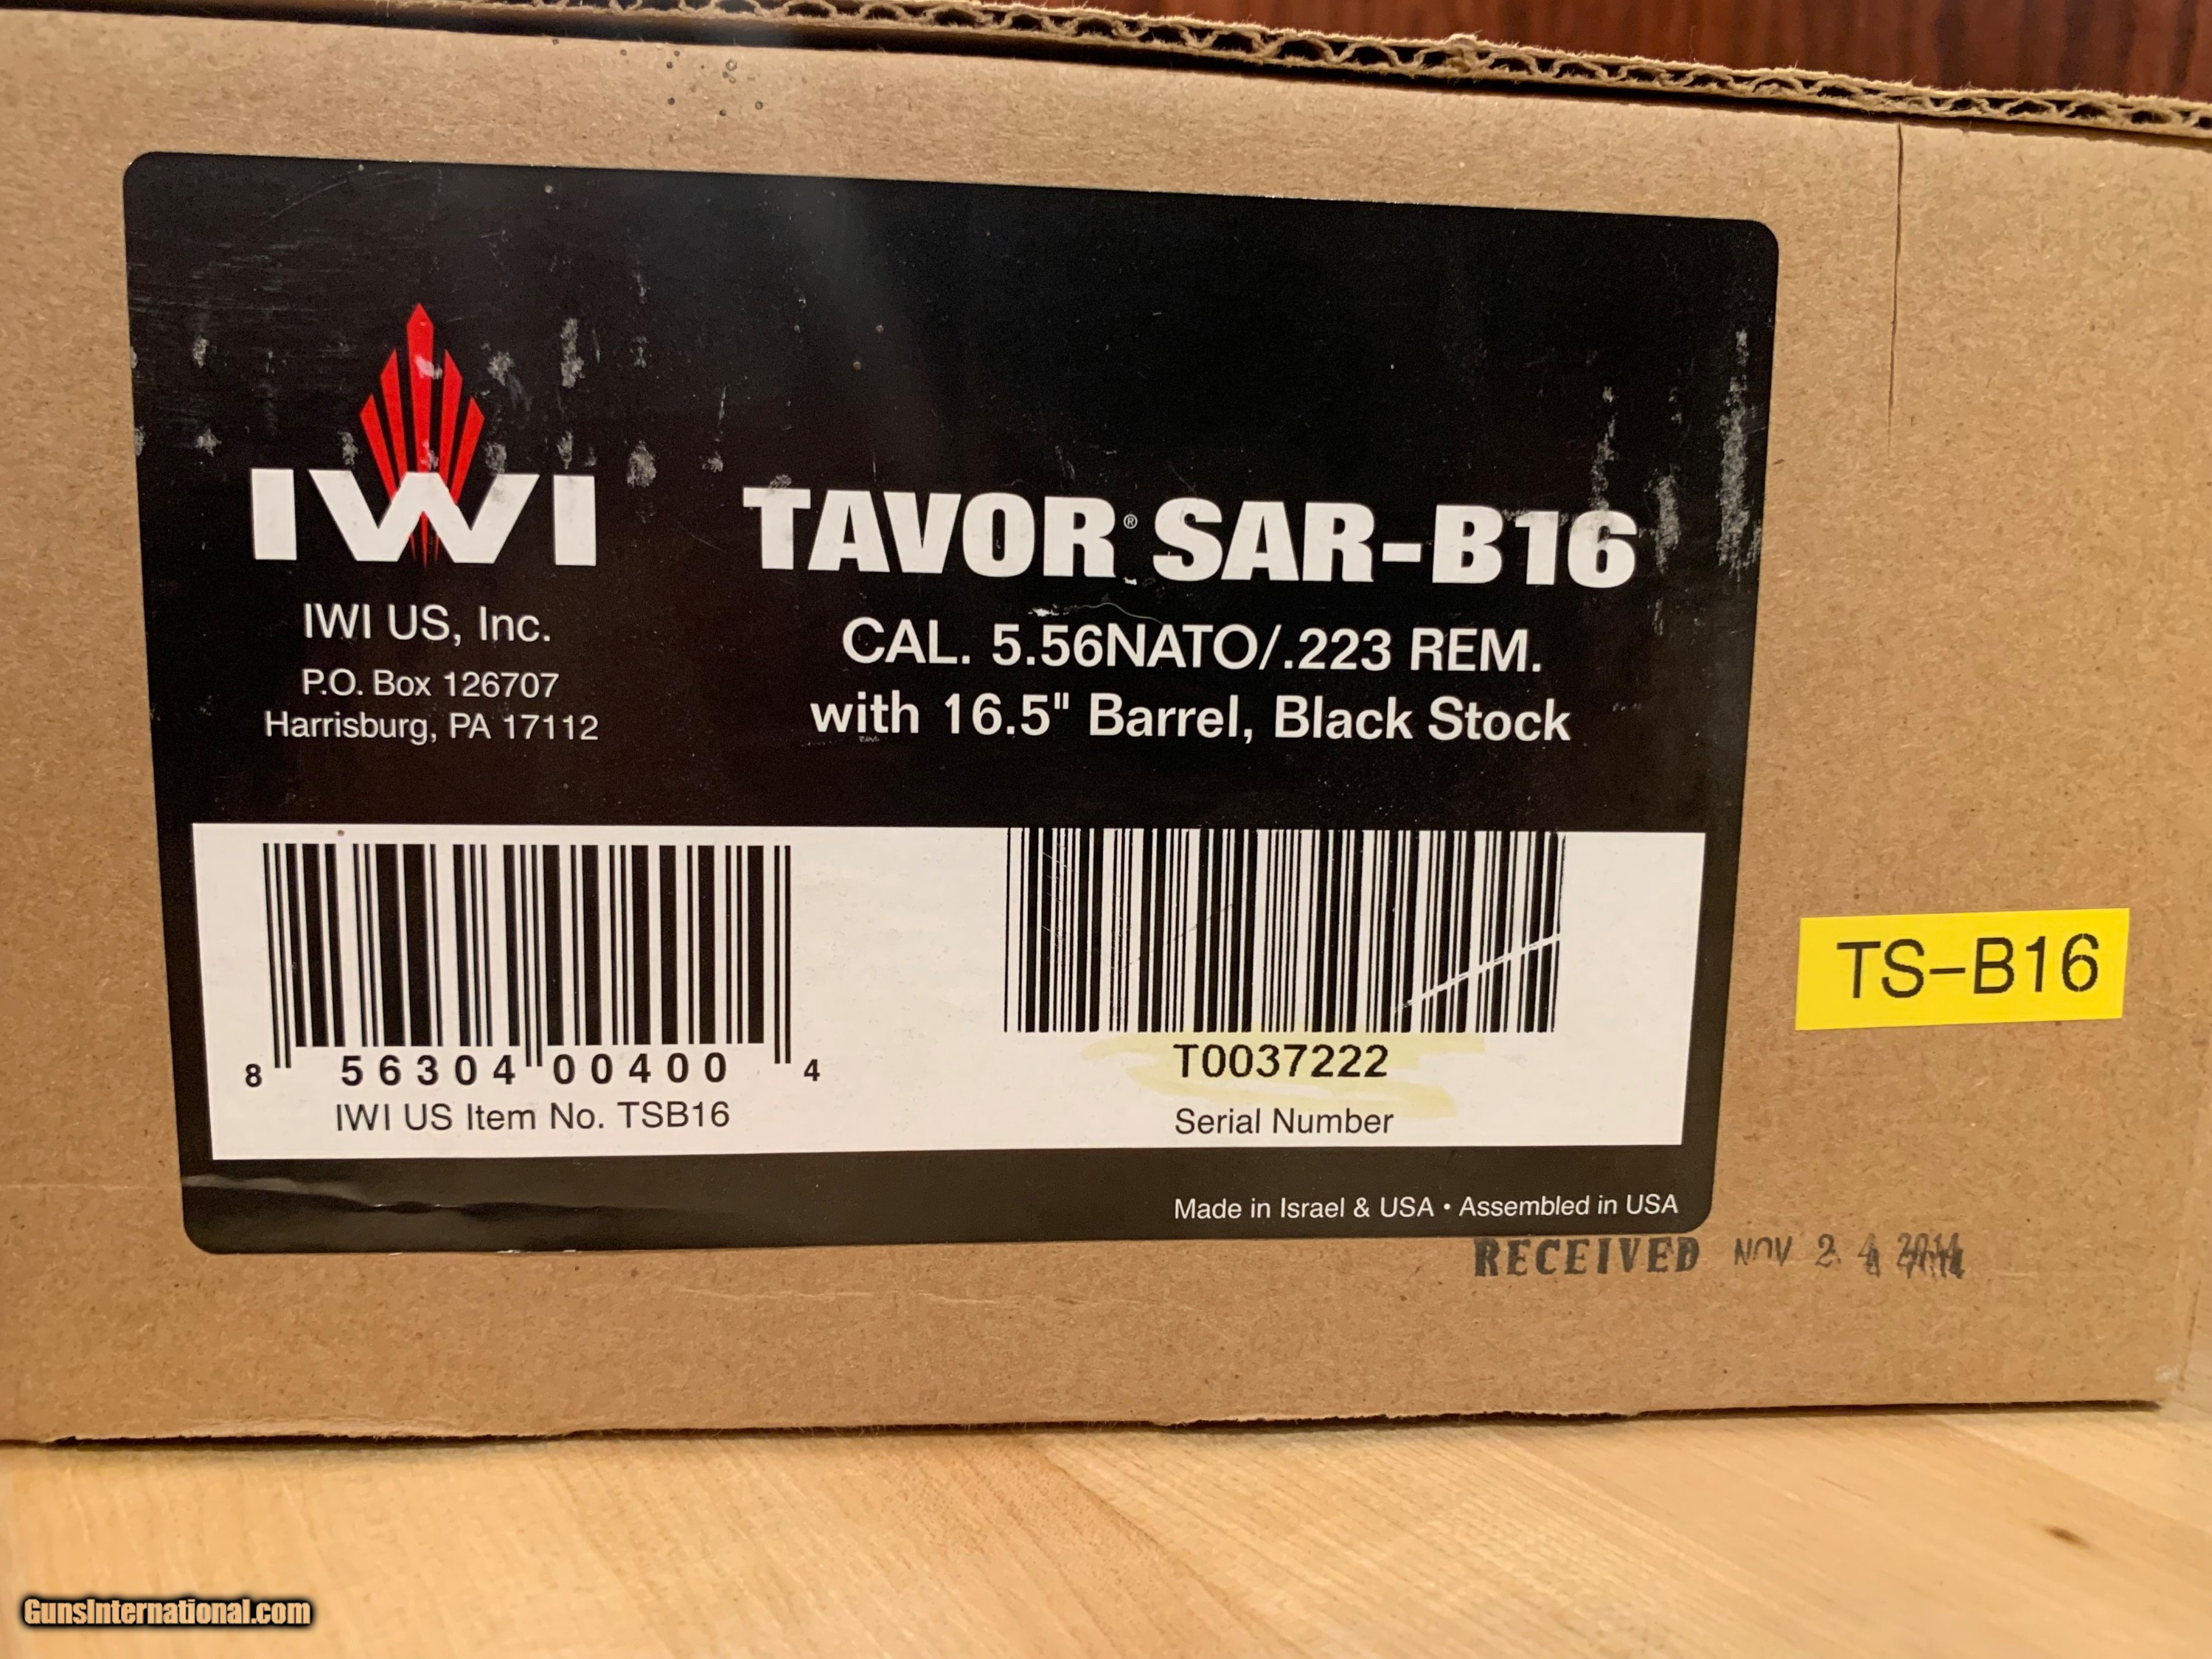 IWI
IWI US, Inc.
P.O. Box 126707
Harrisburg, PA 17112
TAVOR® SAR-B16
CAL. 5.56NATO/.223 REM.
with 16.5" Barrel, Black Stock
8 56304 00400 4
IWI US Item No. TSB16
T0037222
Serial Number
Made in Israel & USA • Assembled in USA
TS-B16
RECEIVED NOV 24 2014
GunsInternational.com